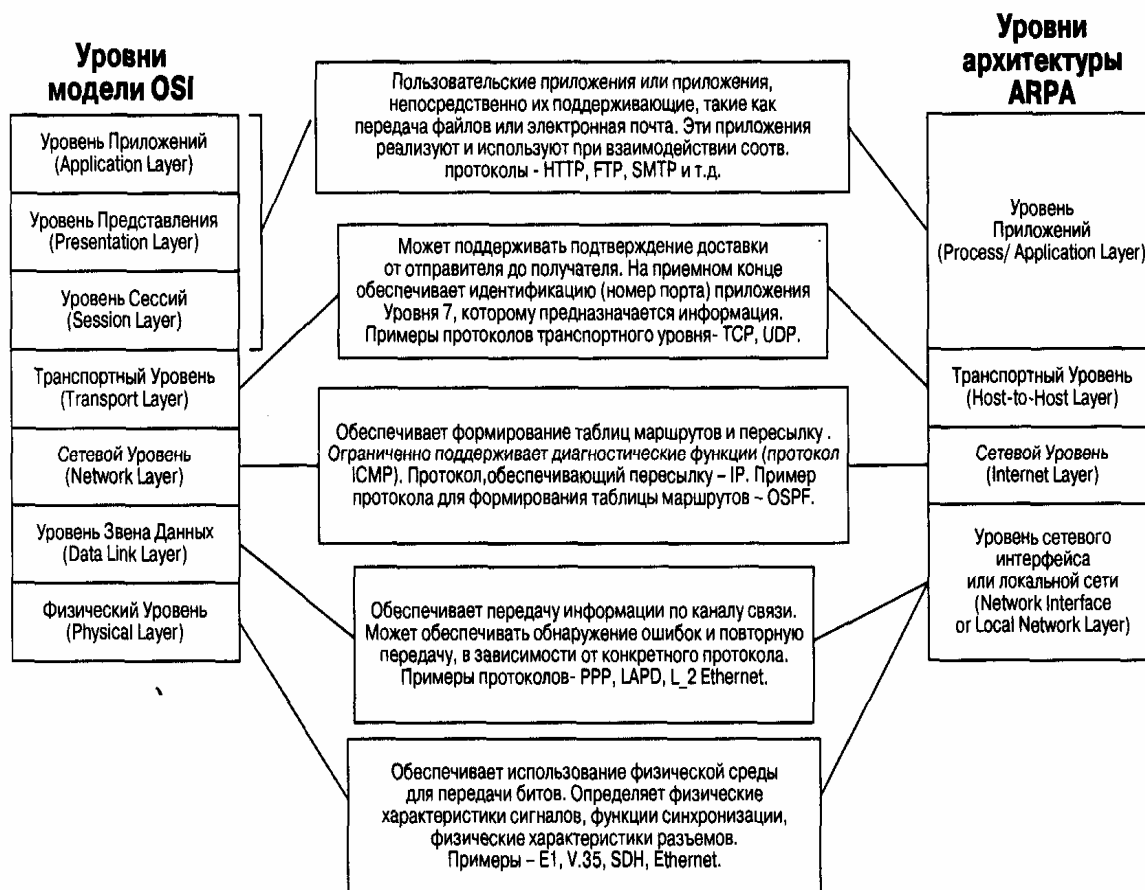 Уровни
модели OSI
Уровень Приложений
(Application Layer)
Уровень Представления
(Presentation Layer)
Уровень Сессий
(Session Layer)
Транспортный Уровень
(Transport Layer)
Сетевой Уровень
(Network Layer)
Уровень Звена Данных
(Data Link Layer)
Физический Уровень
(Physical Layer)
Пользовательские приложения или приложения,
непосредственно их поддерживающие, такие как
передача файлов или электронная почта. Эти приложения
реализуют и используют при взаимодействии соотв.
протоколы - HTTP, FTP, SMTP и т.д.
Может поддерживать подтверждение доставки
от отправителя до получателя. На приемном конце
обеспечивает идентификацию (номер порта) приложения
Уровня 7, которому предназначается информация.
Примеры протоколов транспортного уровня- TCP, UDP.
Обеспечивает формирование таблиц маршрутов и пересылку .
Ограниченно поддерживает диагностические функции (протокол
ICMP). Протокол,обеспечивающий пересылку – IP. Пример
протокола для формирования таблицы маршрутов ~ OSPF.
Обеспечивает передачу информации по каналу связи.
Может обеспечивать обнаружение ошибок и повторную
передачу, в зависимости от конкретного протокола.
Примеры протоколов- PPP, LAPD, L_2 Ethernet.
Обеспечивает использование физической среды
для передачи битов. Определяет физические
характеристики сигналов, функции синхронизации,
физические характеристики разъемов.
Примеры – E1, V.35, SDH, Ethernet.
Уровни
архитектуры
ARPA
Уровень
Приложений
(Process/ Application Layer)
Транспортный Уровень
(Host-to-Host Layer)
Сетевой Уровень
(Internet Layer)
Уровень сетевого
интерфейса
или локальной сети
(Network Interface
or Local Network Layer)